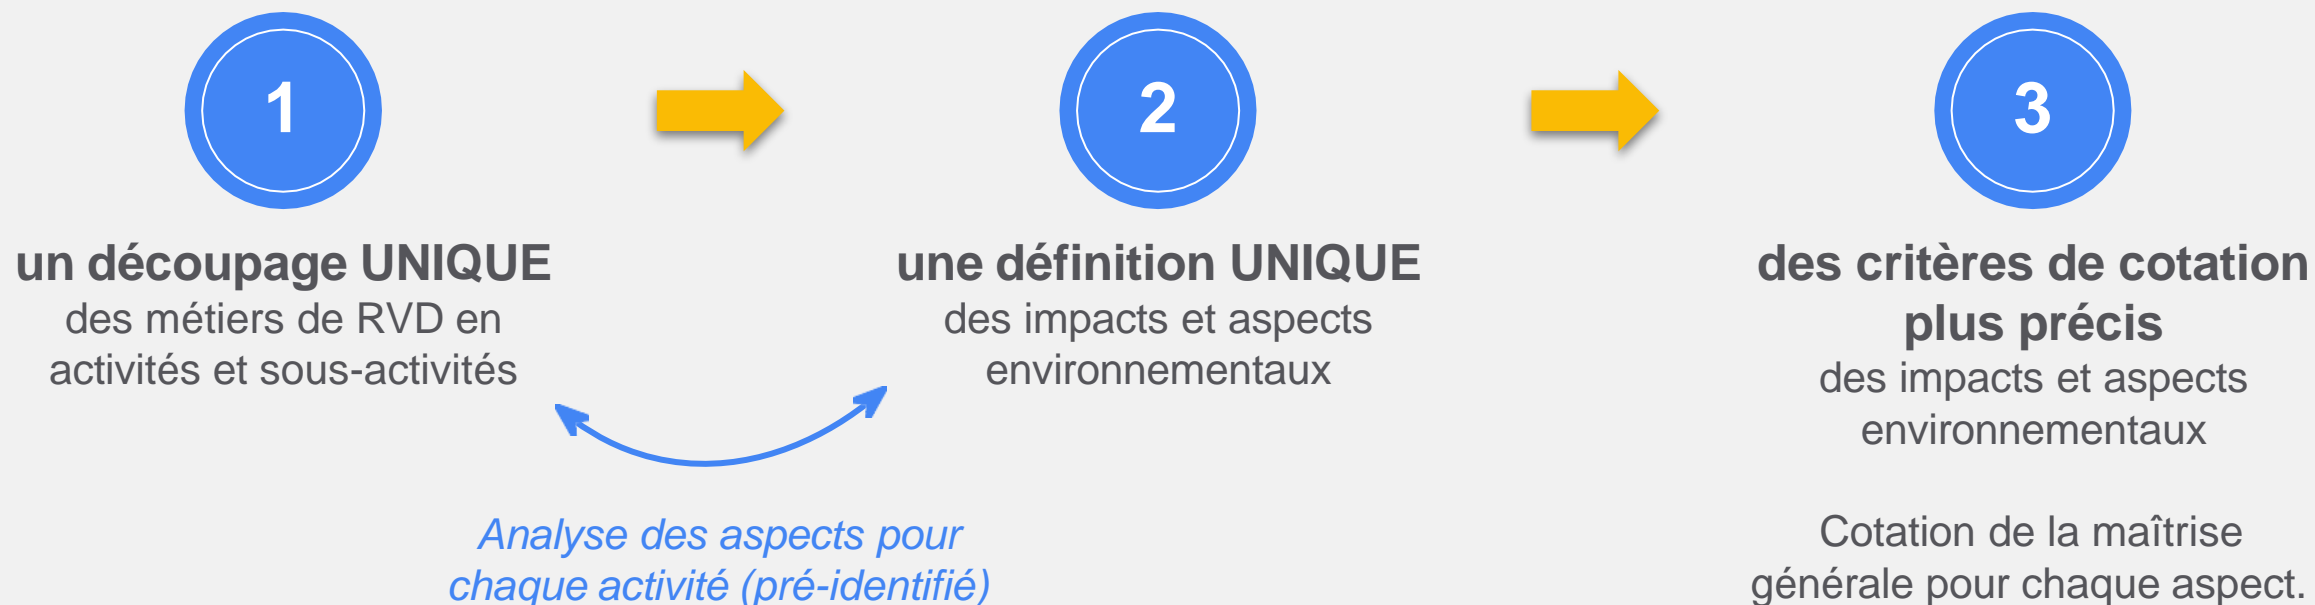 1
un découpage UNIQUE
des métiers de RVD en
activités et sous-activités
2
une définition UNIQUE
des impacts et aspects
environnementaux
Analyse des aspects pour
chaque activité (pré-identifié)
3
des critères de cotation
plus précis
des impacts et aspects
environnementaux
Cotation de la maîtrise
générale pour chaque aspect.